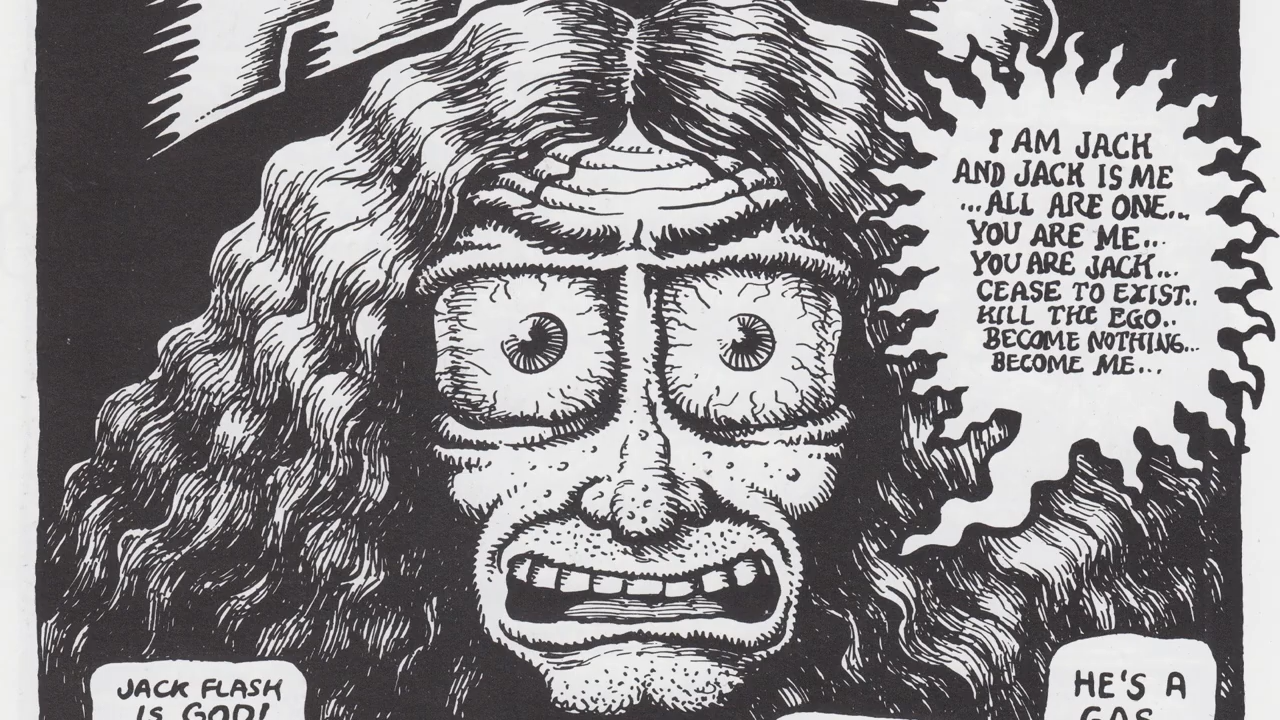 I AM JACK
AND JACK IS ME
...ALL ARE ONE...
YOU ARE ME...
YOU ARE JACK...
CEASE TO EXIST..
KILL THE EGO..
BECOME NOTHING...
BECOME ME...
JACK FLASH
IS GOD!
HE'S A
GAS